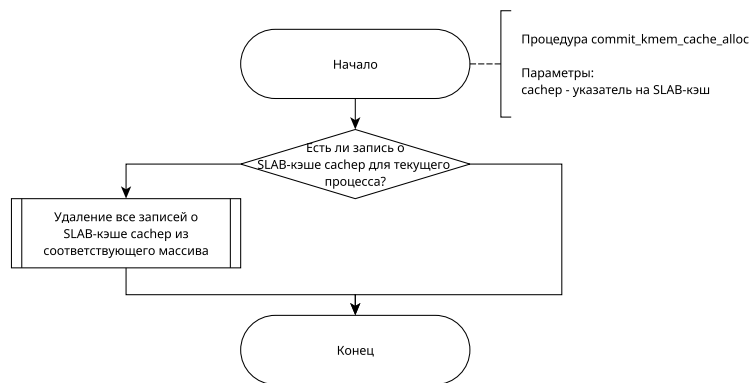 Начало
Процедура commit_kmem_cache_alloc
Параметры:
cachep - указатель на SLAB-кэш
Есть ли запись о
SLAB-кэше cachep для текущего
процесса?
Удаление все записей о
SLAB-кэше cachep из
соответствующего массива
Конец